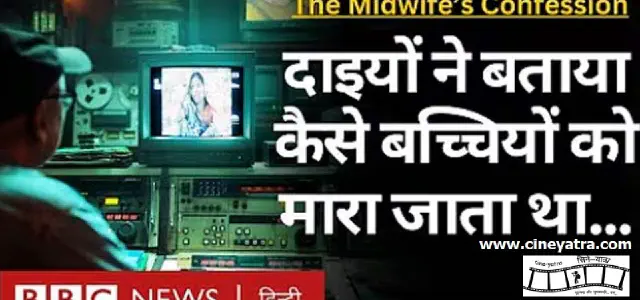 The Midwife's Confession
दाइयों ने बताया
कैसे बच्चियों को
मारा जाता था...
www.cineyatra.com
BBC NEWS | हिन्दी